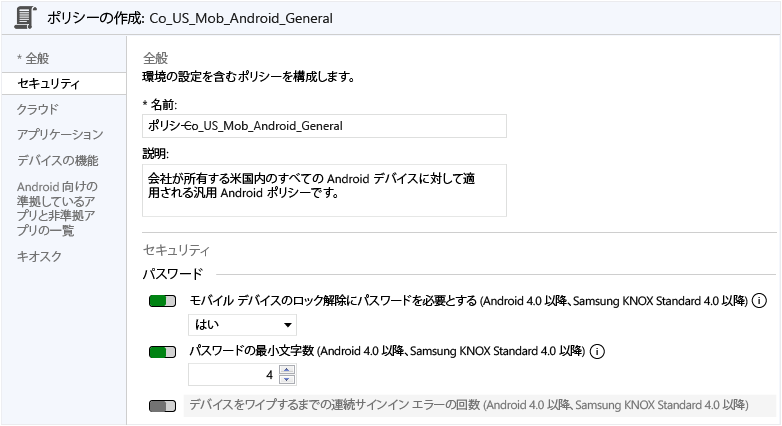 ポリシーの作成: Co_US_Mob_Android_General
* 全般
セキュリティ
クラウド
アプリケーション
デバイスの機能
Android 向けの
準拠しているア
プリと非準拠ア
プリの一覧
キオスク
全般
環境の設定を含むポリシーを構成します。
* 名前:
ポリシーCo_US_Mob_Android_General
説明:
会社が所有する米国内のすべての Android デバイスに対して適
用される汎用 Android ポリシーです。
セキュリティ
パスワード
モバイル デバイスのロック解除にパスワードを必要とする (Android 4.0 以降、Samsung KNOX Standard 4.0 以降)
はい
パスワードの最小文字数 (Android 4.0 以降、Samsung KNOX Standard 4.0 以降)
4
デバイスをワイプするまでの連続サインイン エラーの回数 (Android 4.0 以降、Samsung KNOX Standard 4.0 以降)